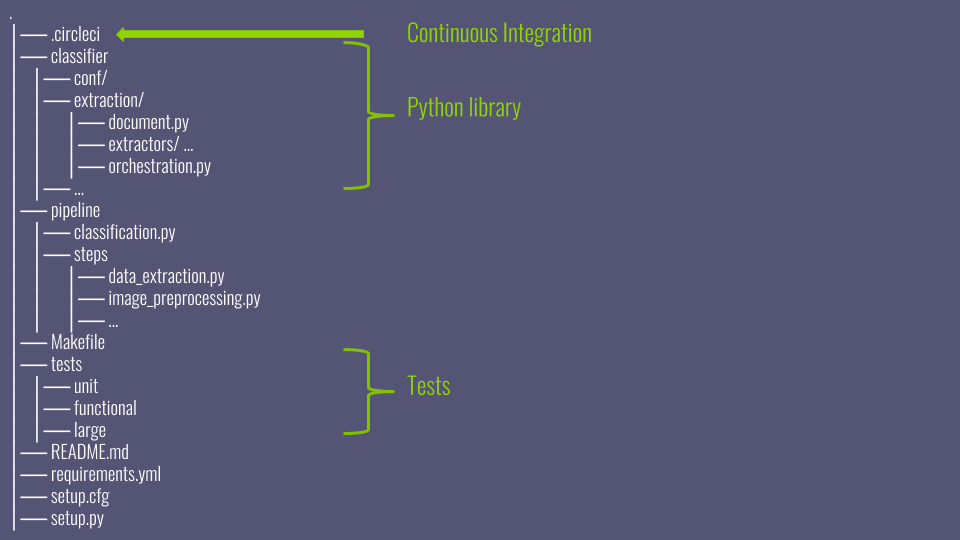 .
.circleci
Continuous Integration
classifier
conf/
extraction/
Python library
document.py
extractors/ ...
orchestration.py
...
pipeline
classification.py
steps
data_extraction.py
image_preprocessing.py
...
Makefile
tests
unit
Tests
functional
large
README.md
requirements.yml
setup.cfg
setup.py